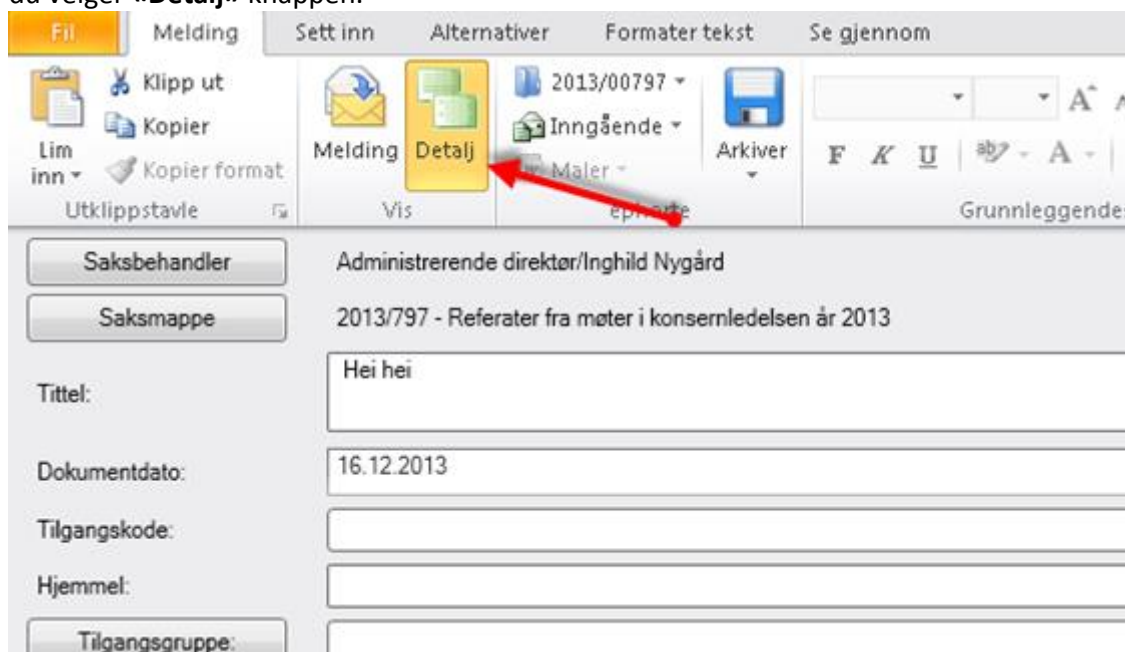 du velger «Detalj» knappen.
Fil Melding Sett inn Alternativer Formater tekst Se gjennom
Klipp ut
Kopier
Kopier format
Lim
inn
Utklippstavle
Melding Detalj
Vis
2013/00797
Inngående
Maler
ephorte
Arkiver
F K U A
Grunnleggende
Saksbehandler Administrerende direktør/Inghild Nygård
Saksmappe 2013/797 - Referater fra møter i konsernledelsen år 2013
Tittel: Hei hei
Dokumentdato: 16.12.2013
Tilgangskode:
Hjemmel:
Tilgangsgruppe: